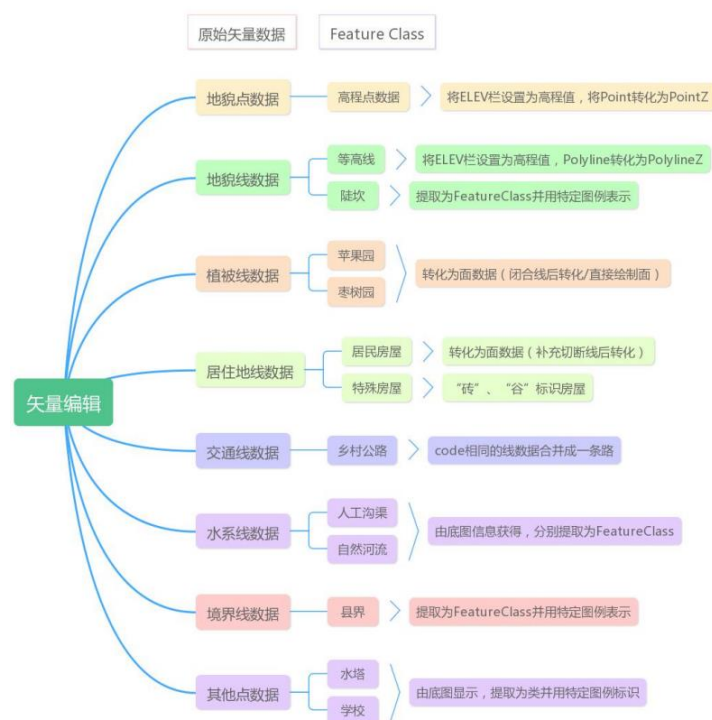 原始矢量数据
Feature Class
矢量编辑
地貌点数据
高程点数据
将ELEV栏设置为高程值，将Point转化为PointZ
地貌线数据
等高线
将ELEV栏设置为高程值，Polyline转化为PolylineZ
陡坎
提取为FeatureClass并用特定图例表示
植被线数据
苹果园
枣树园
转化为面数据（闭合线后转化/直接绘制面）
居住地线数据
居民房屋
转化为面数据（补充切断线后转化）
特殊房屋
“砖”、“谷”标识房屋
交通线数据
乡村公路
code相同的线数据合并成一条路
水系线数据
人工沟渠
自然河流
由底图信息获得，分别提取为FeatureClass
境界线数据
县界
提取为FeatureClass并用特定图例表示
其他点数据
水塔
学校
由底图显示，提取为类并用特定图例标识